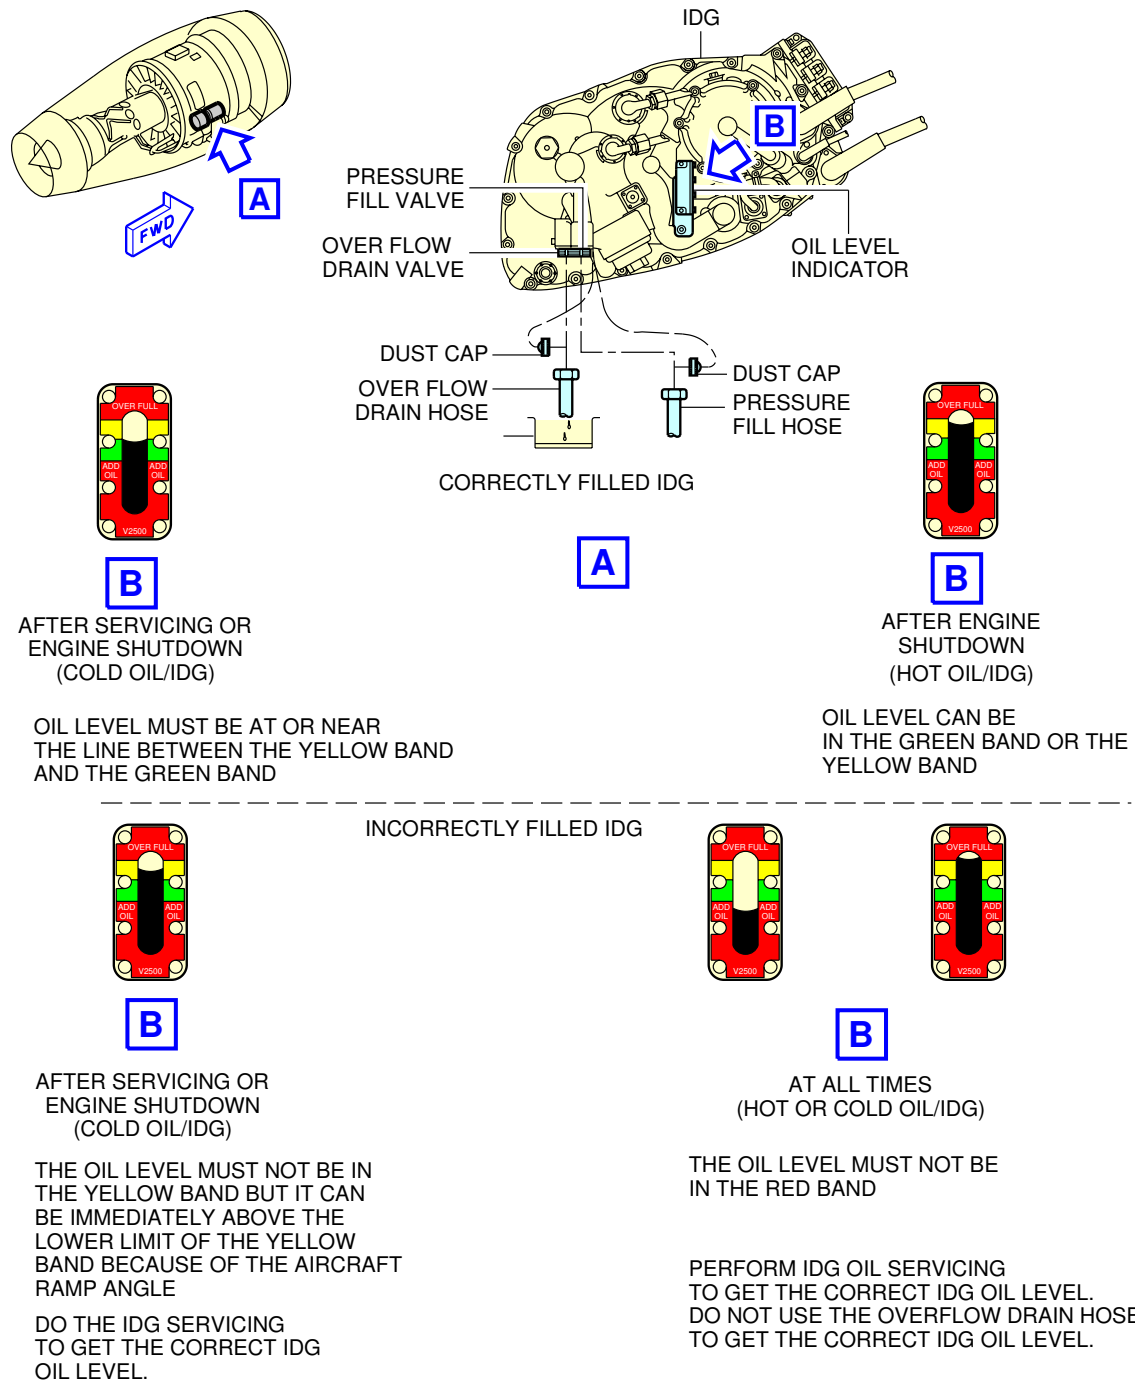 IDG
B
A
FWD
PRESSURE
FILL VALVE
OVER FLOW
DRAIN VALVE
OIL LEVEL
INDICATOR
DUST CAP
OVER FLOW
DRAIN HOSE
DUST CAP
PRESSURE
FILL HOSE
CORRECTLY FILLED IDG
A
OVER FULL
ADD OIL
ADD OIL
V2500
B
AFTER SERVICING OR
ENGINE SHUTDOWN
(COLD OIL/IDG)
OIL LEVEL MUST BE AT OR NEAR
THE LINE BETWEEN THE YELLOW BAND
AND THE GREEN BAND
OVER FULL
ADD OIL
ADD OIL
V2500
B
AFTER ENGINE
SHUTDOWN
(HOT OIL/IDG)
OIL LEVEL CAN BE
IN THE GREEN BAND OR THE
YELLOW BAND
INCORRECTLY FILLED IDG
OVER FULL
ADD OIL
ADD OIL
V2500
B
AFTER SERVICING OR
ENGINE SHUTDOWN
(COLD OIL/IDG)
THE OIL LEVEL MUST NOT BE IN
THE YELLOW BAND BUT IT CAN
BE IMMEDIATELY ABOVE THE
LOWER LIMIT OF THE YELLOW
BAND BECAUSE OF THE AIRCRAFT
RAMP ANGLE
DO THE IDG SERVICING
TO GET THE CORRECT IDG
OIL LEVEL.
OVER FULL
ADD OIL
ADD OIL
V2500
OVER FULL
ADD OIL
ADD OIL
V2500
B
AT ALL TIMES
(HOT OR COLD OIL/IDG)
THE OIL LEVEL MUST NOT BE
IN THE RED BAND
PERFORM IDG OIL SERVICING
TO GET THE CORRECT IDG OIL LEVEL.
DO NOT USE THE OVERFLOW DRAIN HOSE
TO GET THE CORRECT IDG OIL LEVEL.